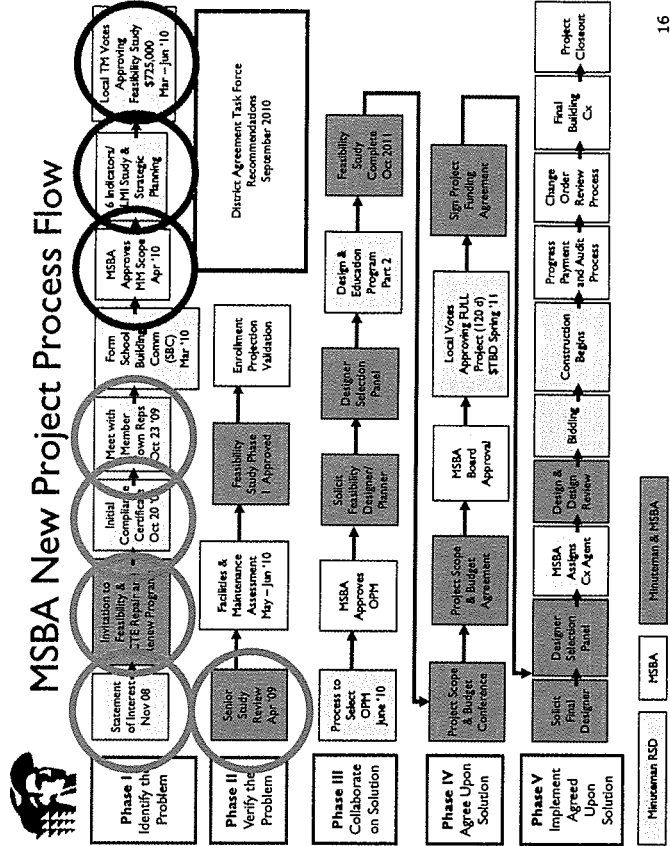 MSBA New Project Process Flow
Phase I
Identify the
Problem
Statement
of Interest
Nov 08
Invitation to
Feasibility &
Repair
Renew Program
Initial
Compliance
Certificate
Oct 20
Meet with
Member
Reps
Oct 23 '09
Form
School
Building
Comm
(SBC)
Mar '10
MSBA
Approves
MM Scope
Apr '10
6 Indicators/
LMI Study &
Strategic
Planning
Local TM Votes
Approving
Feasibility Study
$725,000
Mar – Jun '10
Phase II
Verify the
Problem
Senior
Study
Review
Apr '09
Facilities &
Maintenance
Assessment
May – Jun '10
Feasibility
Study Phase
I Approved
Enrollment
Projection
Validation
District Agreement Task Force
Recommendations
September 2010
Phase III
Collaborate
on Solution
Process to
Select
OPM
June '10
MSBA
Approves
OPM
Solicit
Feasibility
Designer/
Planner
Designer
Selection
Panel
Design &
Education
Program
Part 2
Feasibility
Study
Complete
Oct 2011
Phase IV
Agree Upon
Solution
Project Scope
& Budget
Conference
Project Scope
& Budget
Agreement
MSBA
Board
Approval
Local Votes
Approving FULL
Project (120 d)
$TBD Spring '11
Sign Project
Funding
Agreement
Phase V
Implement
Agreed
Upon
Solution
Solicit
Final
Designer
Designer
Selection
Panel
MSBA
Assigns
Cx Agent
Design &
Design
Review
Bidding
Construction
Begins
Progress
Payment
and Audit
Process
Change
Order
Review
Process
Final
Building
Cx
Project
Closeout
Minuteman RSD
MSBA
Minuteman & MSBA
16